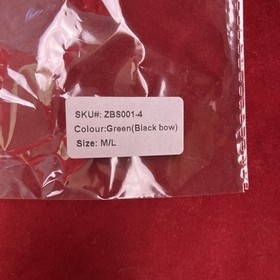 SKU#: ZBS001-4
Colour:Green(Black bow)
Size: M/L